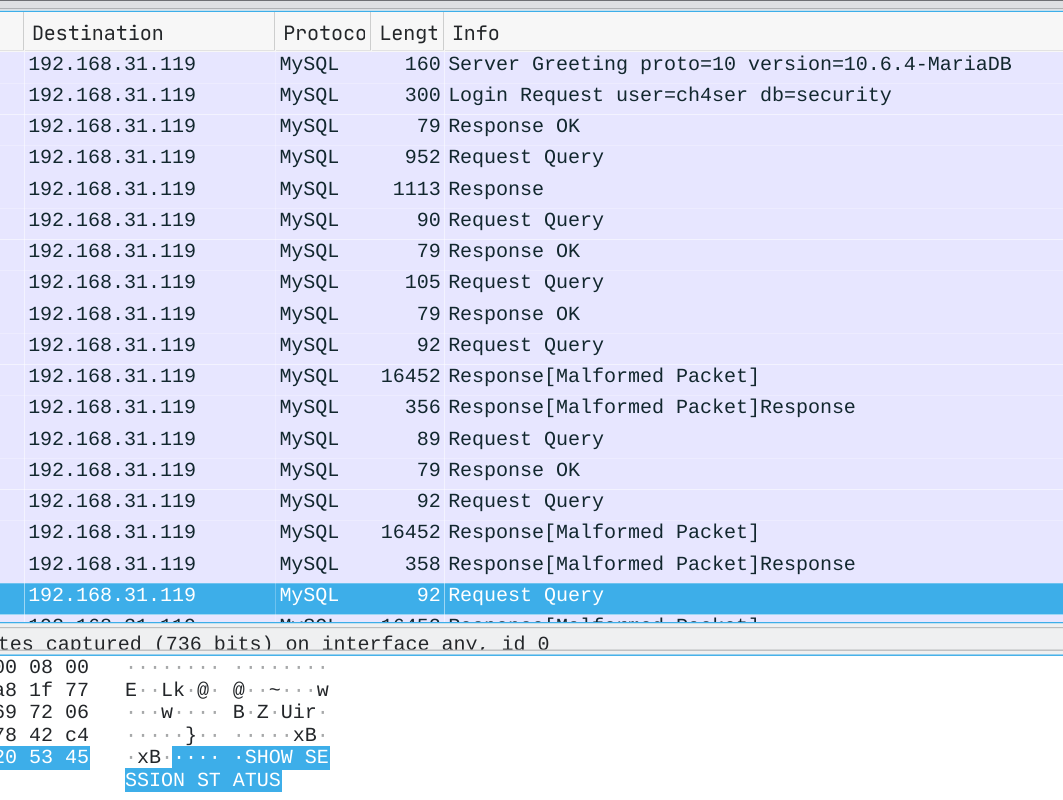 Destination Protoco Lengt Info
192.168.31.119 MySQL 160 Server Greeting proto=10 version=10.6.4-MariaDB
192.168.31.119 MySQL 300 Login Request user=ch4ser db=security
192.168.31.119 MySQL 79 Response OK
192.168.31.119 MySQL 952 Request Query
192.168.31.119 MySQL 1113 Response
192.168.31.119 MySQL 90 Request Query
192.168.31.119 MySQL 79 Response OK
192.168.31.119 MySQL 105 Request Query
192.168.31.119 MySQL 79 Response OK
192.168.31.119 MySQL 92 Request Query
192.168.31.119 MySQL 16452 Response[Malformed Packet]
192.168.31.119 MySQL 356 Response[Malformed Packet]Response
192.168.31.119 MySQL 89 Request Query
192.168.31.119 MySQL 79 Response OK
192.168.31.119 MySQL 92 Request Query
192.168.31.119 MySQL 16452 Response[Malformed Packet]
192.168.31.119 MySQL 358 Response[Malformed Packet]Response
192.168.31.119 MySQL 92 Request Query
tes captured (736 bits) on interface any, id 0
00 08 00 ········ ········
a8 1f 77 E··Lk·@· @··~···w
69 72 06 ···w···· B·Z·Uir·
78 42 c4 ·····}·· ·····xB·
20 53 45 ·xB····· ·SHOW SE
SSION ST ATUS